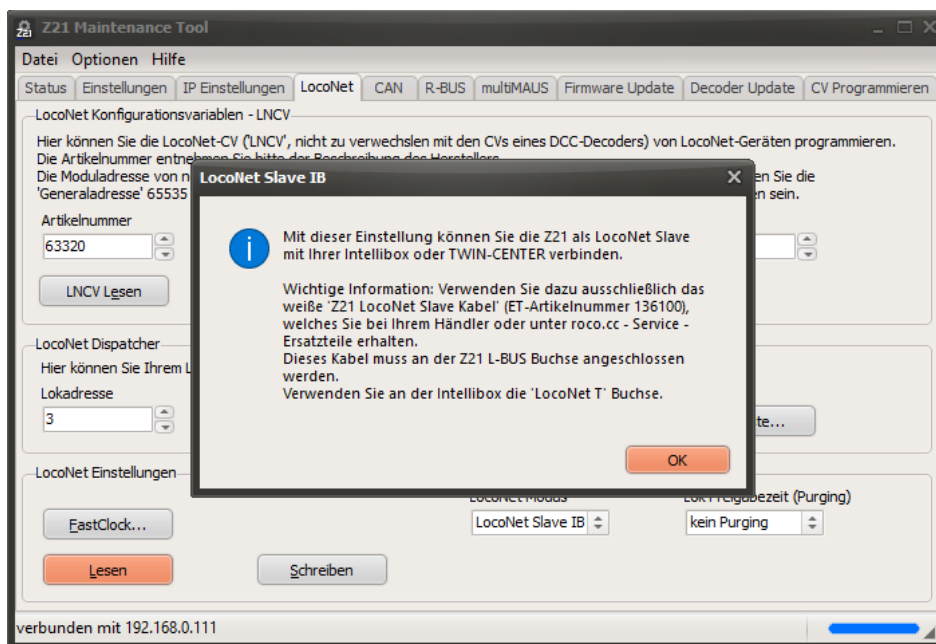 Z21 Maintenance Tool
Datei Optionen Hilfe
Status Einstellungen IP Einstellungen LocoNet CAN R-BUS multiMAUS Firmware Update Decoder Update CV Programmieren
LocoNet Konfigurationsvariablen - LNCV
Hier können Sie die LocoNet-CV ('LNCV', nicht zu verwechseln mit den CVs eines DCC-Decoders) von LocoNet-Geräten programmieren.
Die Artikelnummer entnehmen Sie bitte der Beschreibung des Herstellers.
Die Moduladresse von en Sie die
'Generaladresse' 65535 n sein.
Artikelnummer
63320
LNCV Lesen
LocoNet Slave IB
Mit dieser Einstellung können Sie die Z21 als LocoNet Slave
mit Ihrer Intellibox oder TWIN-CENTER verbinden.
Wichtige Information: Verwenden Sie dazu ausschließlich das
weiße 'Z21 LocoNet Slave Kabel' (ET-Artikelnummer 136100),
welches Sie bei Ihrem Händler oder unter roco.cc - Service -
Ersatzteile erhalten.
Dieses Kabel muss an der Z21 L-BUS Buchse angeschlossen
werden.
Verwenden Sie an der Intellibox die 'LocoNet T' Buchse.
OK
LocoNet Dispatcher
Hier können Sie Ihrem L
Lokadresse
3
te...
LocoNet Einstellungen
LocoNet Modus Lok Freigabezeit (Purging)
FastClock... LocoNet Slave IB kein Purging
Lesen Schreiben
verbunden mit 192.168.0.111